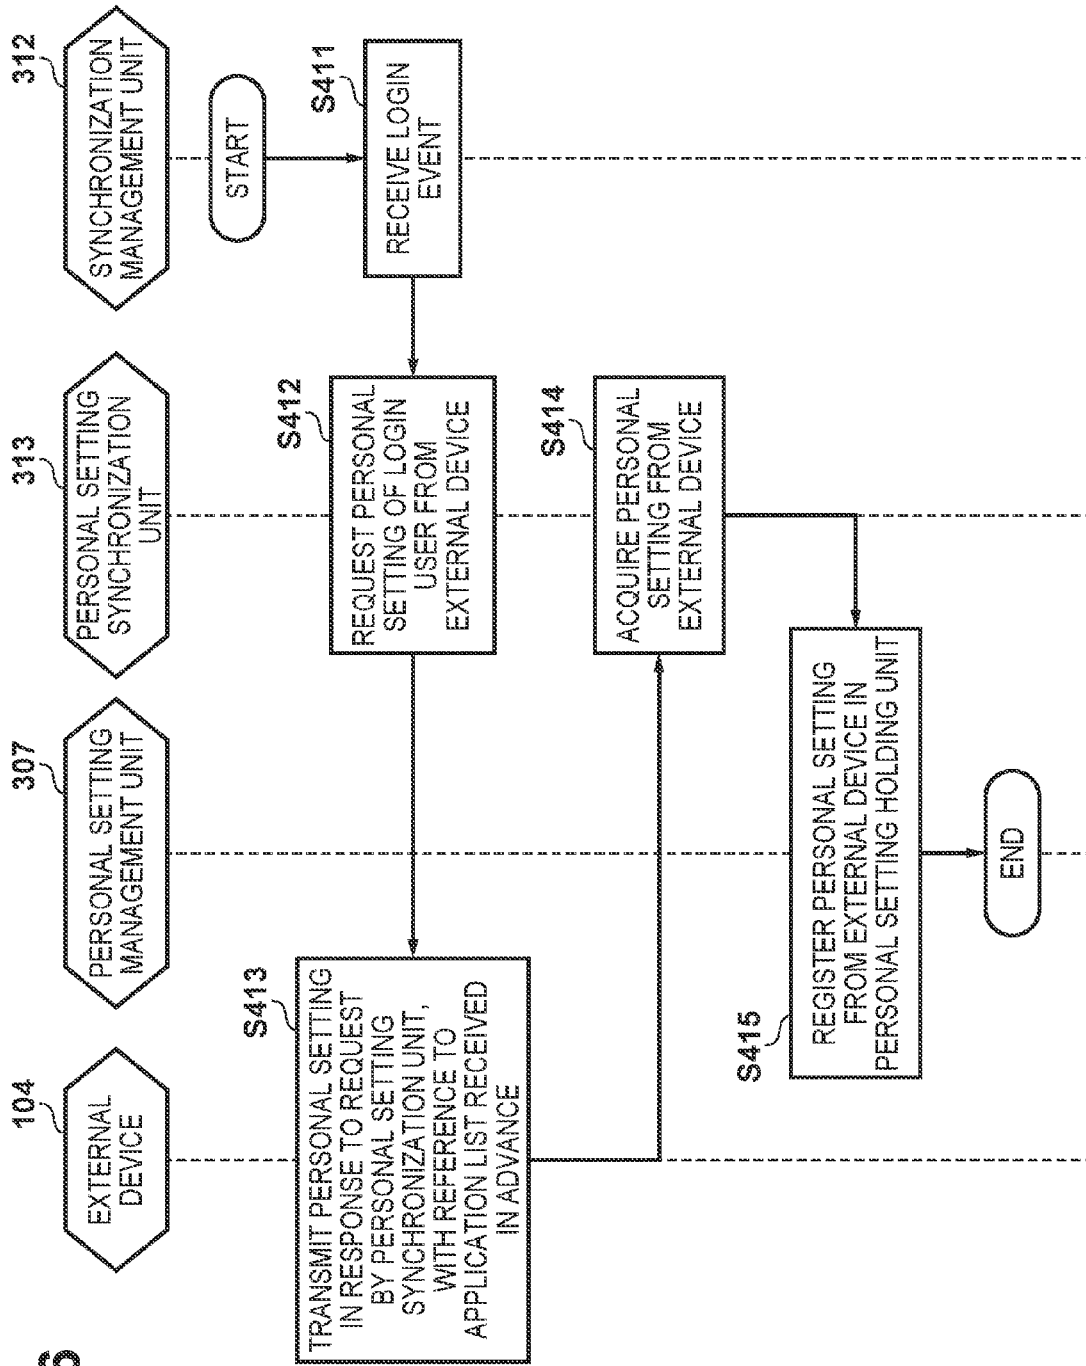 104
EXTERNAL
DEVICE
307
PERSONAL SETTING
MANAGEMENT UNIT
313
PERSONAL SETTING
SYNCHRONIZATION
UNIT
312
SYNCHRONIZATION
MANAGEMENT UNIT
START
S411
RECEIVE LOGIN
EVENT
S412
REQUEST PERSONAL
SETTING OF LOGIN
USER FROM
EXTERNAL DEVICE
S413
TRANSMIT PERSONAL SETTING
IN RESPONSE TO REQUEST
BY PERSONAL SETTING
SYNCHRONIZATION UNIT,
WITH REFERENCE TO
APPLICATION LIST RECEIVED
IN ADVANCE
S414
ACQUIRE PERSONAL
SETTING FROM
EXTERNAL DEVICE
S415
REGISTER PERSONAL SETTING
FROM EXTERNAL DEVICE IN
PERSONAL SETTING HOLDING UNIT
END